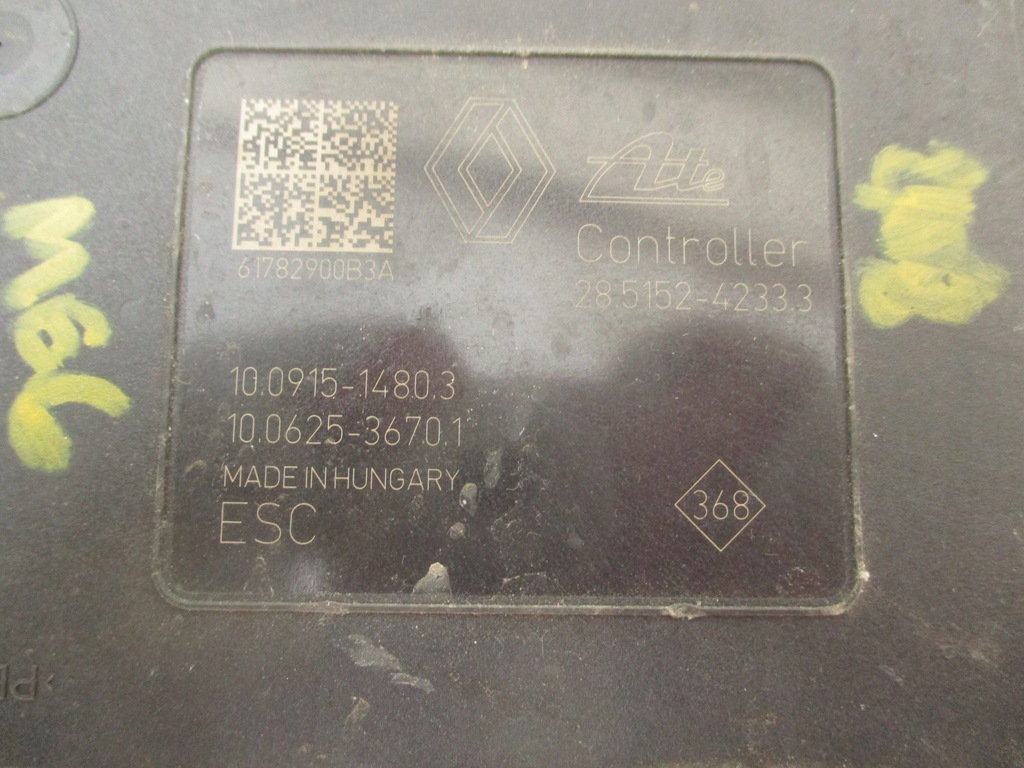 61782900B3A
Ate
Controller
28.5152-4233.3
10.0915-1480.3
10.0625-3670.1
MADE IN HUNGARY
ESC
368